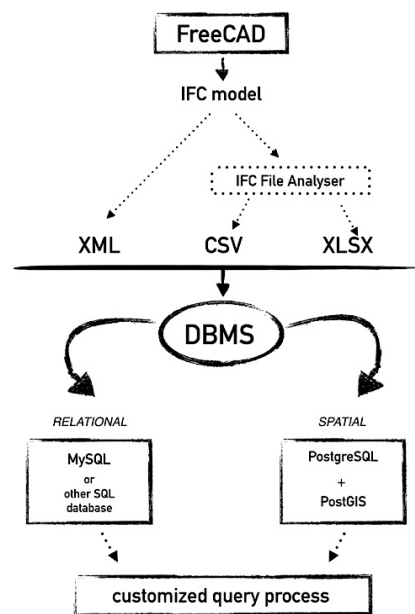 FreeCAD
IFC model
IFC File Analyser
XML CSV XLSX
DBMS
RELATIONAL
MySQL
or
other SQL
database
SPATIAL
PostgreSQL
+
PostGIS
customized query process